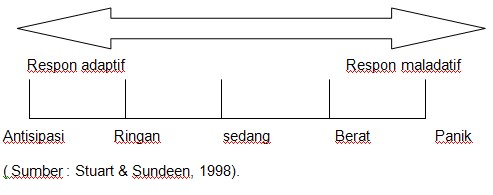 Respon adaptif Respon maladatif
Antisipasi Ringan sedang Berat Panik
( Sumber : Stuart & Sundeen, 1998).